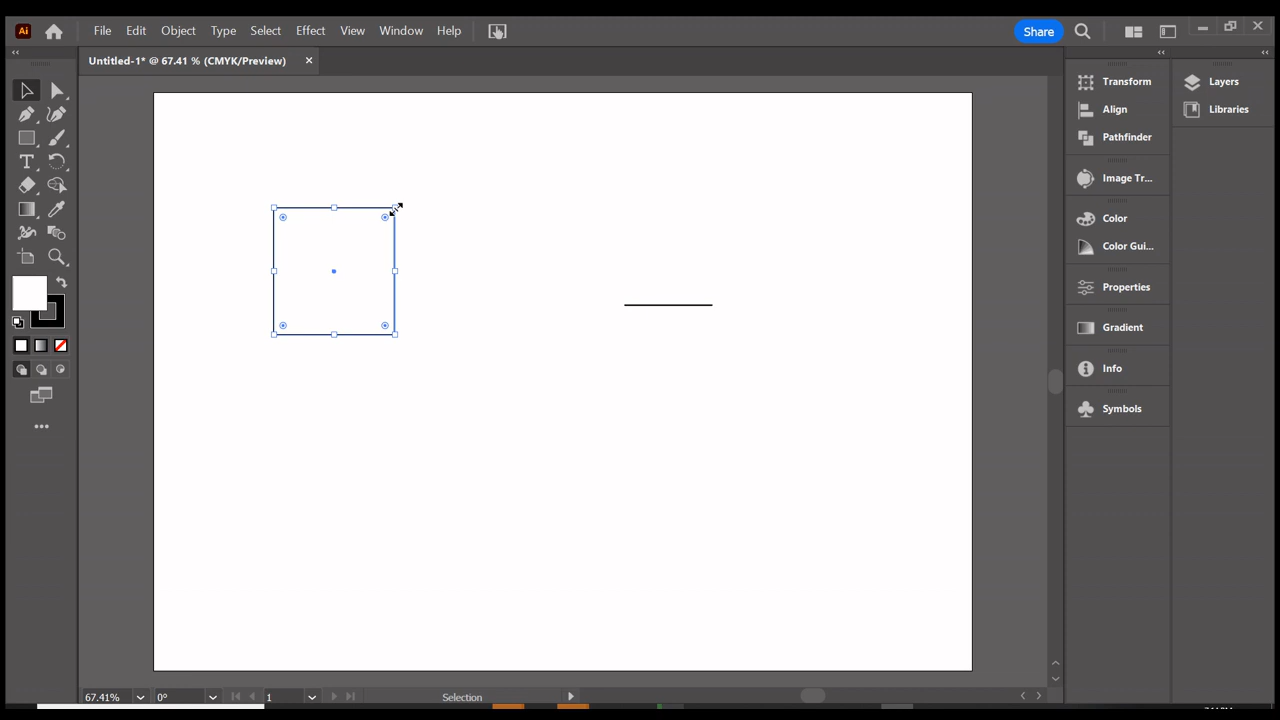 Ai File Edit Object Type Select Effect View Window Help Share
Untitled-1* @ 67.41 % (CMYK/Preview)
Transform
Align
Pathfinder
Image Tr...
Color
Color Gui...
Properties
Gradient
Info
Symbols
Layers
Libraries
T
67.41% 0° 1 Selection